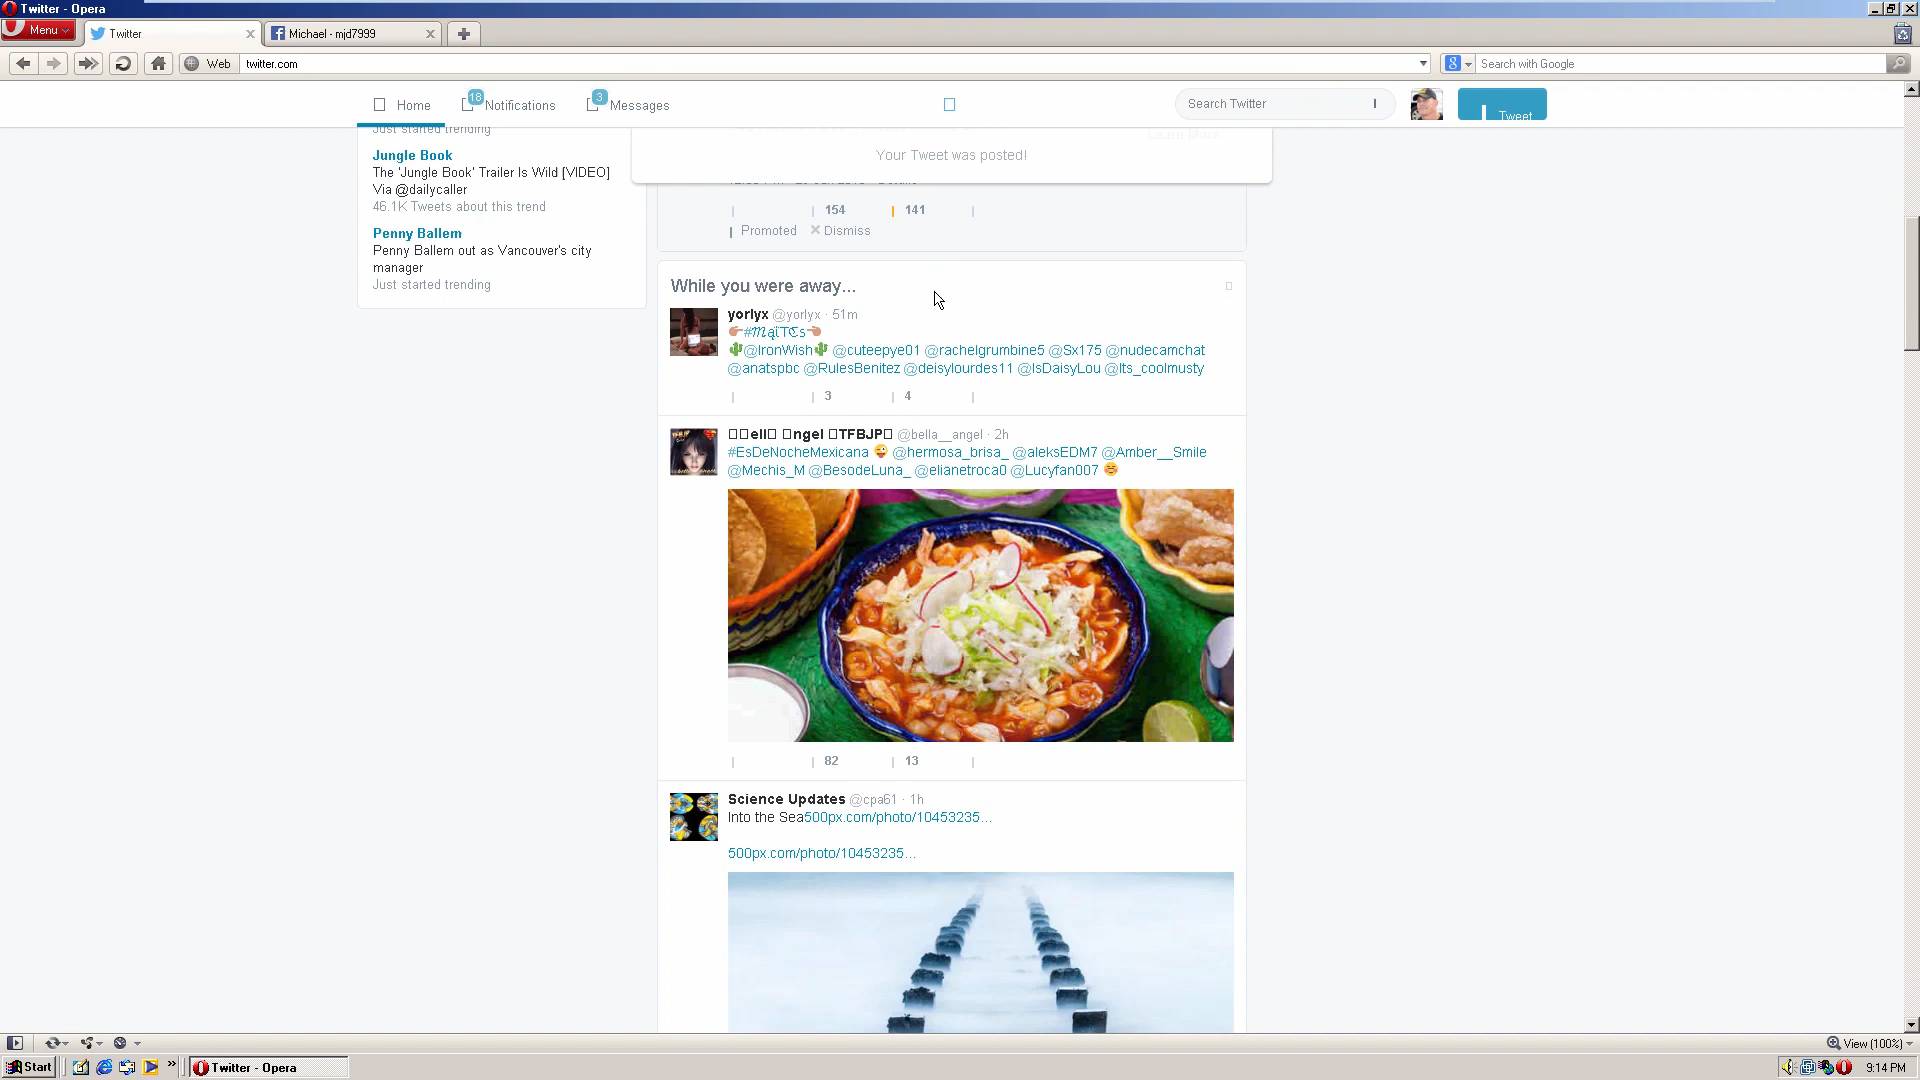 Twitter - Opera
Menu
Twitter
Michael - mjd7999
Web
twitter.com
Search with Google
Home
18
Notifications
3
Messages
Search Twitter
Tweet
Just started trending
Jungle Book
The 'Jungle Book' Trailer Is Wild [VIDEO]
Via @dailycaller
46.1K Tweets about this trend
Penny Ballem
Penny Ballem out as Vancouver's city
manager
Just started trending
Your Tweet was posted!
154
141
Promoted
Dismiss
While you were away...
yorlyx @yorlyx · 51m
👉#ℳąïTℭs👈
🌵@IronWish🌵 @cuteepye01 @rachelgrumbine5 @Sx175 @nudecamchat
@anatspbc @RulesBenitez @deisylourdes11 @IsDaisyLou @Its_coolmusty
3
4
□□ell□ □ngel □TFBJP□ @bella__angel · 2h
#EsDeNocheMexicana 😜 @hermosa_brisa_ @aleksEDM7 @Amber__Smile
@Mechis_M @BesodeLuna_ @elianetroca0 @Lucyfan007 😊
82
13
Science Updates @cpa61 · 1h
Into the Sea500px.com/photo/10453235...
500px.com/photo/10453235...
View (100%)
Start
Twitter - Opera
9:14 PM